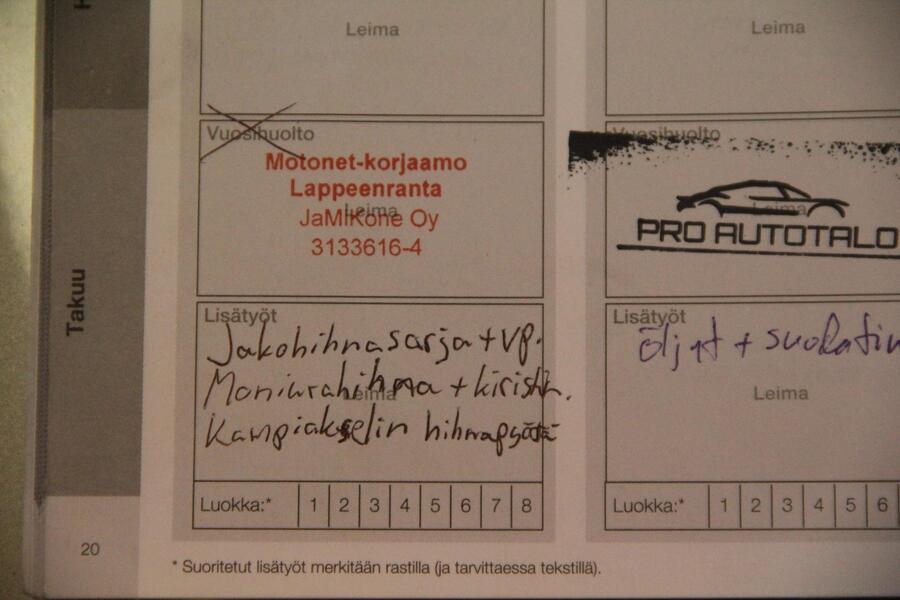 Leima
Vuosihuolto
Motonet-korjaamo
Lappeenranta
Leima
JaMiKone Oy
3133616-4
Lisätyöt
Jakohihnasarja + vp.
Moniurahihna + kiristin.
Leima
Kampiakselin hihnapyörä
Luokka:* 1 2 3 4 5 6 7 8
Leima
Vuosihuolto
Leima
PRO AUTOTALO
Lisätyöt
öljyt + suodatin
Leima
Luokka:* 1 2 3 4 5 6
Takuu
20
* Suoritetut lisätyöt merkitään rastilla (ja tarvittaessa tekstillä).